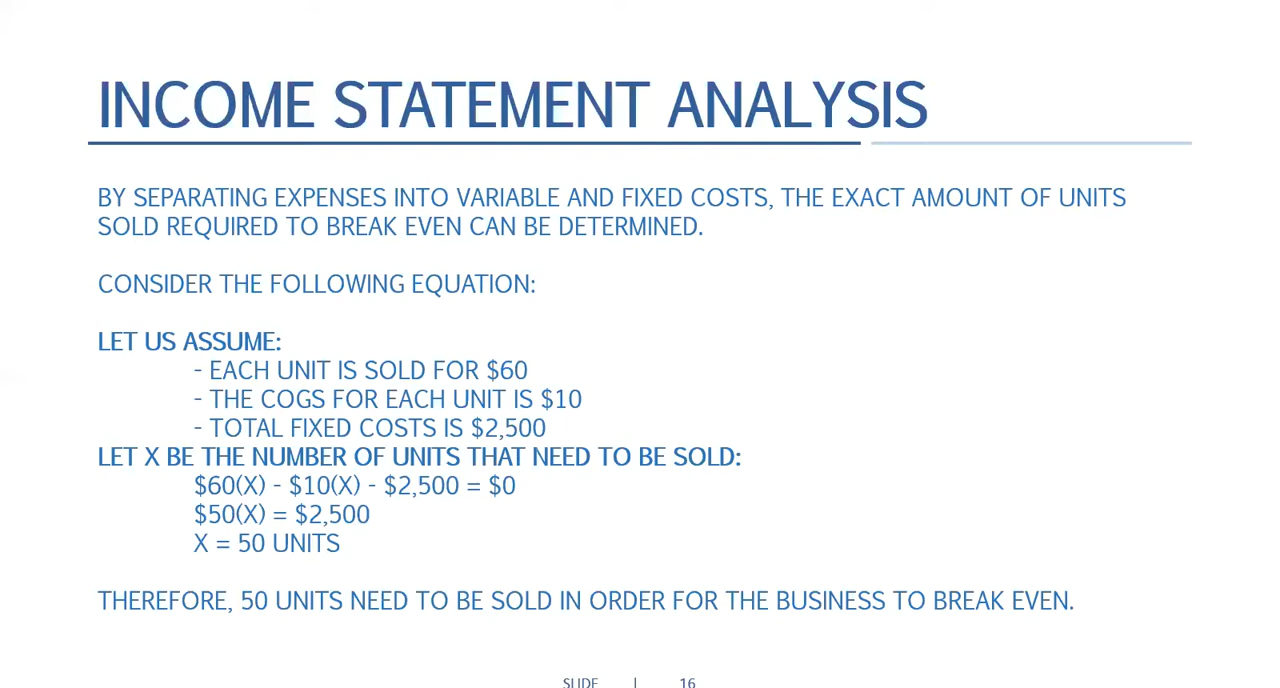 INCOME STATEMENT ANALYSIS
BY SEPARATING EXPENSES INTO VARIABLE AND FIXED COSTS, THE EXACT AMOUNT OF UNITS
SOLD REQUIRED TO BREAK EVEN CAN BE DETERMINED.
CONSIDER THE FOLLOWING EQUATION:
LET US ASSUME:
- EACH UNIT IS SOLD FOR $60
- THE COGS FOR EACH UNIT IS $10
- TOTAL FIXED COSTS IS $2,500
LET X BE THE NUMBER OF UNITS THAT NEED TO BE SOLD:
$60(X) - $10(X) - $2,500 = $0
$50(X) = $2,500
X = 50 UNITS
THEREFORE, 50 UNITS NEED TO BE SOLD IN ORDER FOR THE BUSINESS TO BREAK EVEN.
SLIDE | 16